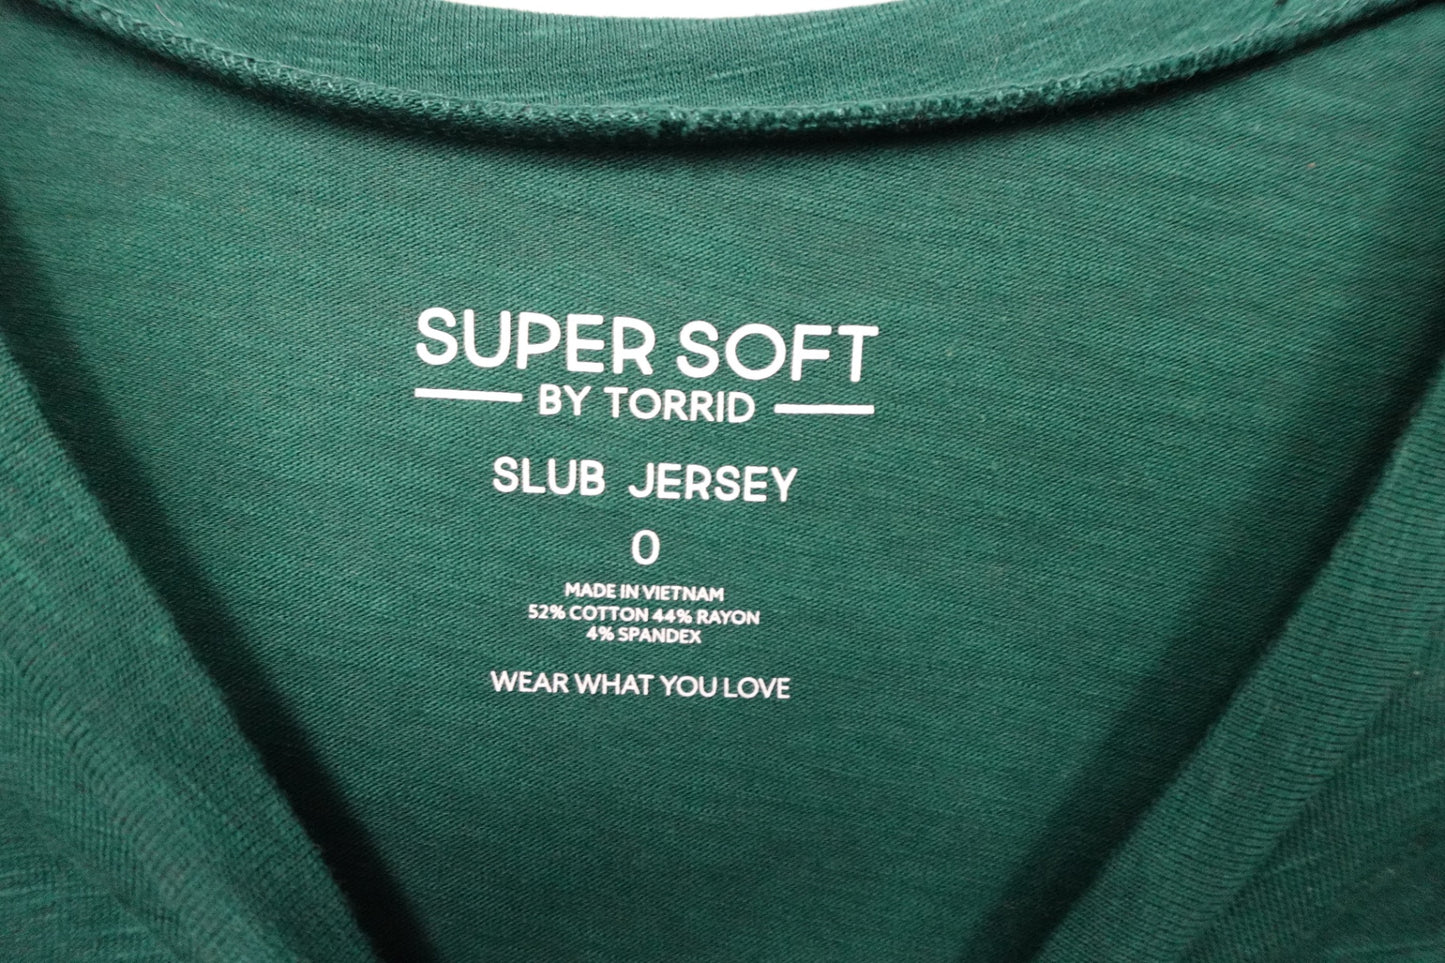 SUPER SOFT
BY TORRID
SLUB JERSEY
0
MADE IN VIETNAM
52% COTTON 44% RAYON
4% SPANDEX
WEAR WHAT YOU LOVE